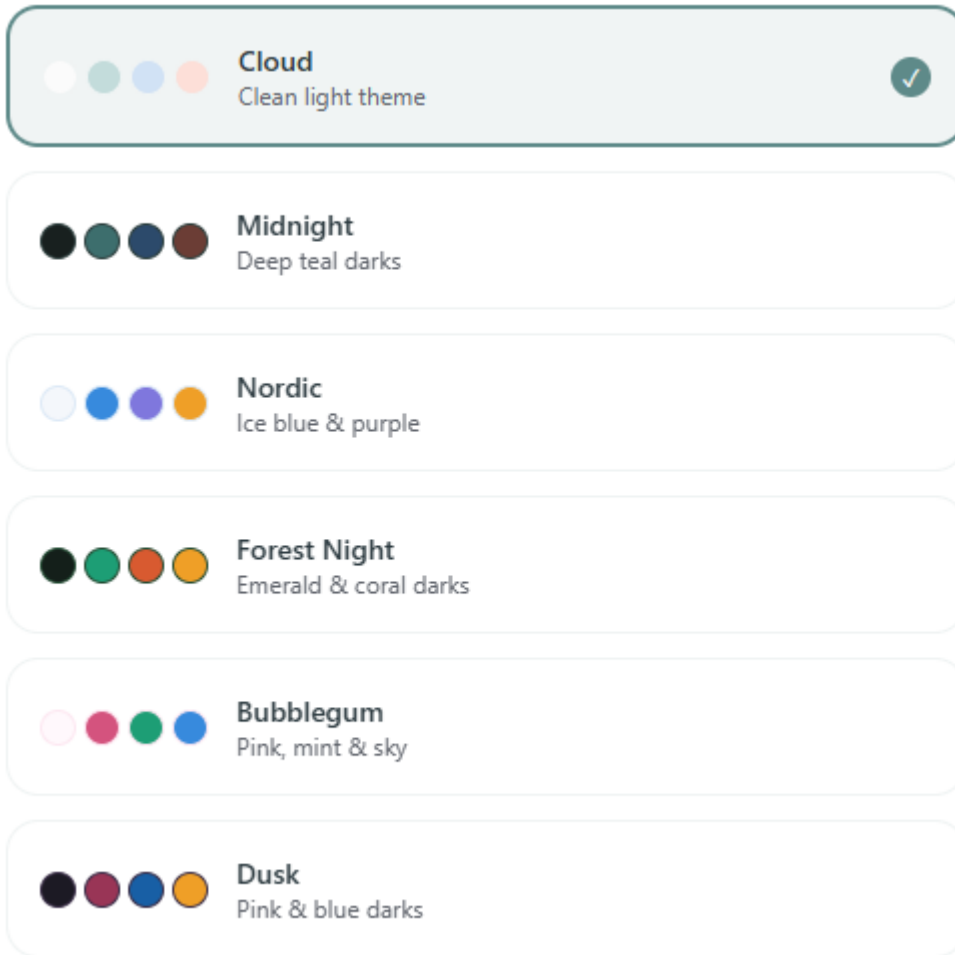 Cloud
Clean light theme
Midnight
Deep teal darks
Nordic
Ice blue & purple
Forest Night
Emerald & coral darks
Bubblegum
Pink, mint & sky
Dusk
Pink & blue darks